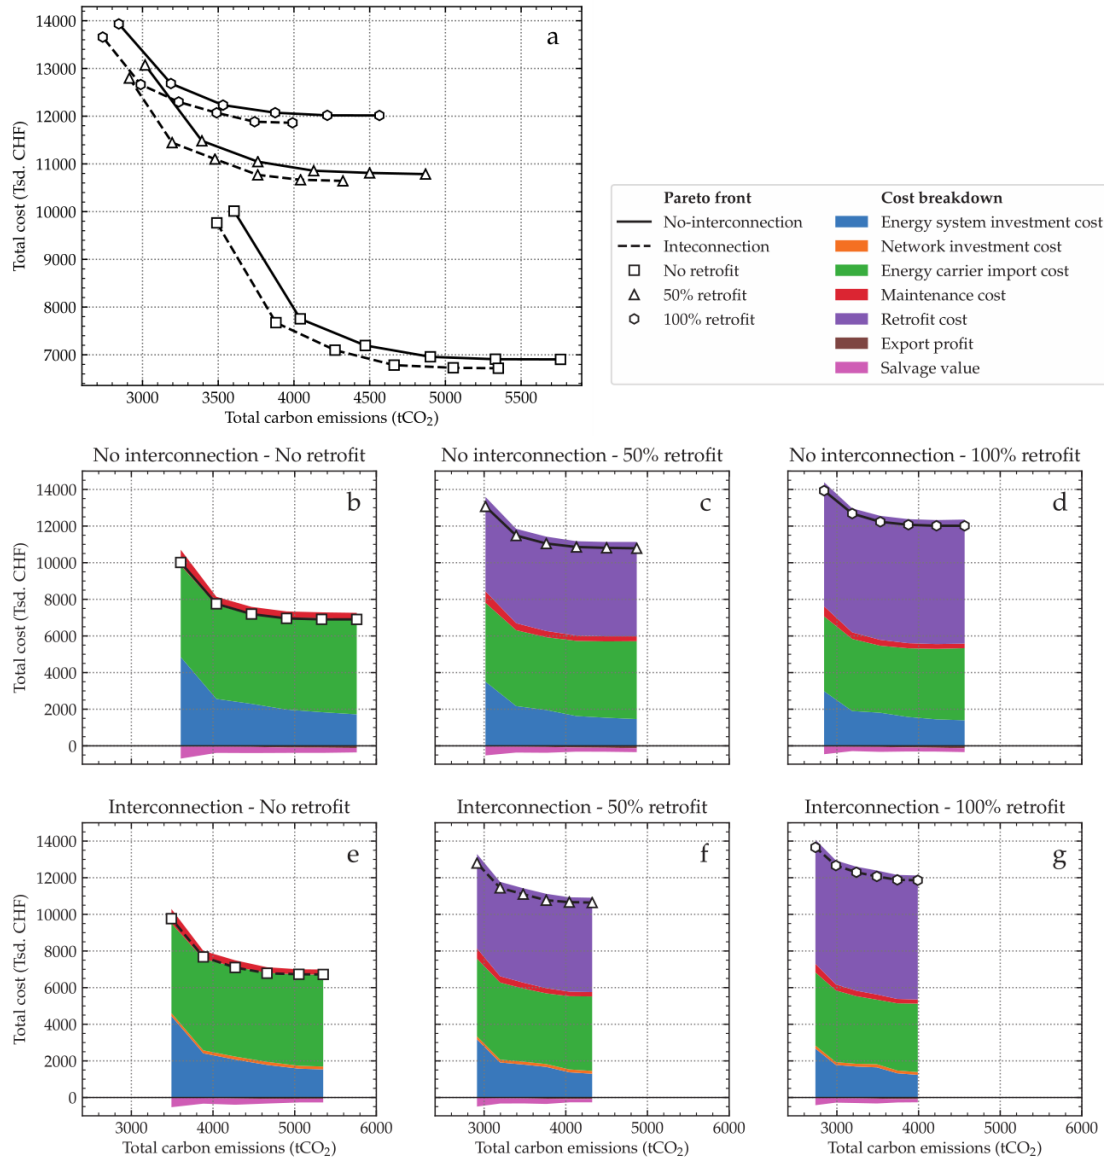 a
14000
13000
12000
11000
10000
9000
8000
7000
Total cost (Tsd. CHF)
3000 3500 4000 4500 5000 5500
Total carbon emissions (tCO2)
Pareto front
No-interconnection
Inteconnection
No retrofit
50% retrofit
100% retrofit
Cost breakdown
Energy system investment cost
Network investment cost
Energy carrier import cost
Maintenance cost
Retrofit cost
Export profit
Salvage value
No interconnection - No retrofit
b
14000
12000
10000
8000
6000
4000
2000
0
Total cost (Tsd. CHF)
No interconnection - 50% retrofit
c
No interconnection - 100% retrofit
d
Interconnection - No retrofit
e
14000
12000
10000
8000
6000
4000
2000
0
Total cost (Tsd. CHF)
3000 4000 5000 6000
Total carbon emissions (tCO2)
Interconnection - 50% retrofit
f
3000 4000 5000 6000
Total carbon emissions (tCO2)
Interconnection - 100% retrofit
g
3000 4000 5000 6000
Total carbon emissions (tCO2)